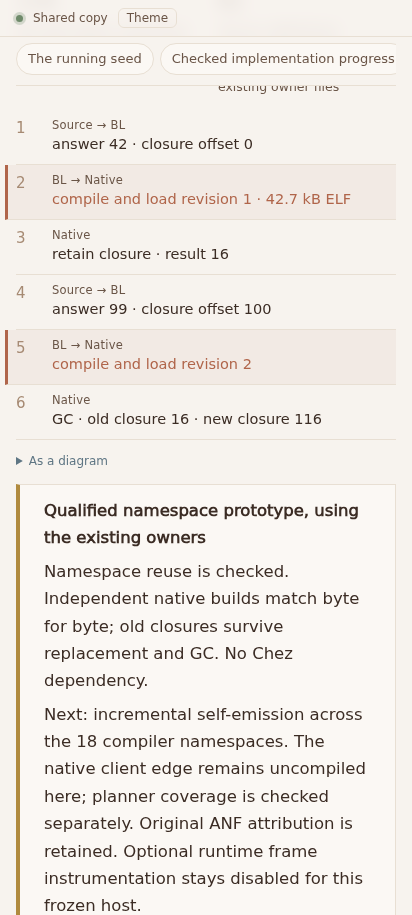 Shared copy
Theme
The running seed
Checked implementation progress
existing owner files
1
Source → BL
answer 42 · closure offset 0
2
BL → Native
compile and load revision 1 · 42.7 kB ELF
3
Native
retain closure · result 16
4
Source → BL
answer 99 · closure offset 100
5
BL → Native
compile and load revision 2
6
Native
GC · old closure 16 · new closure 116
As a diagram
Qualified namespace prototype, using
the existing owners
Namespace reuse is checked.
Independent native builds match byte
for byte; old closures survive
replacement and GC. No Chez
dependency.
Next: incremental self-emission across
the 18 compiler namespaces. The
native client edge remains uncompiled
here; planner coverage is checked
separately. Original ANF attribution is
retained. Optional runtime frame
instrumentation stays disabled for this
frozen host.